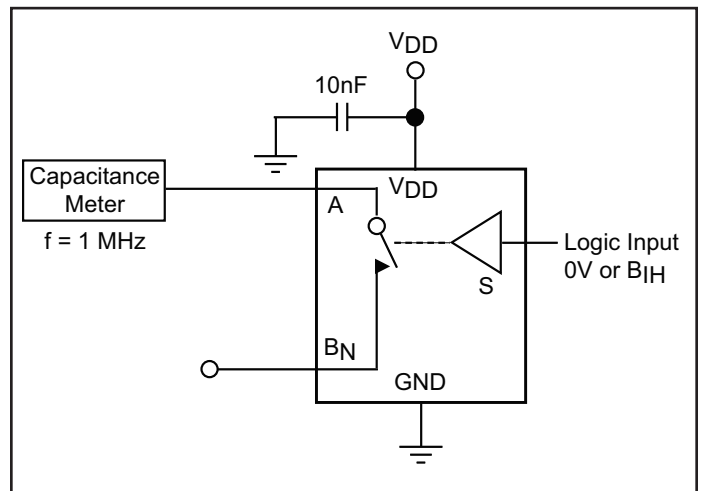 VDD
10nF
VDD
Capacitance
Meter
f = 1 MHz
A
Logic Input
0V or BIH
S
BN
GND